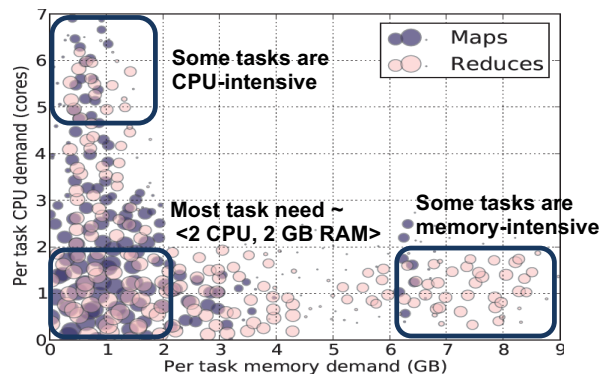 7
6
5
4
3
2
1
0
Per task CPU demand (cores)
Some tasks are
CPU-intensive
Maps
Reduces
Most task need ~
<2 CPU, 2 GB RAM>
Some tasks are
memory-intensive
0 1 2 3 4 5 6 7 8 9
Per task memory demand (GB)